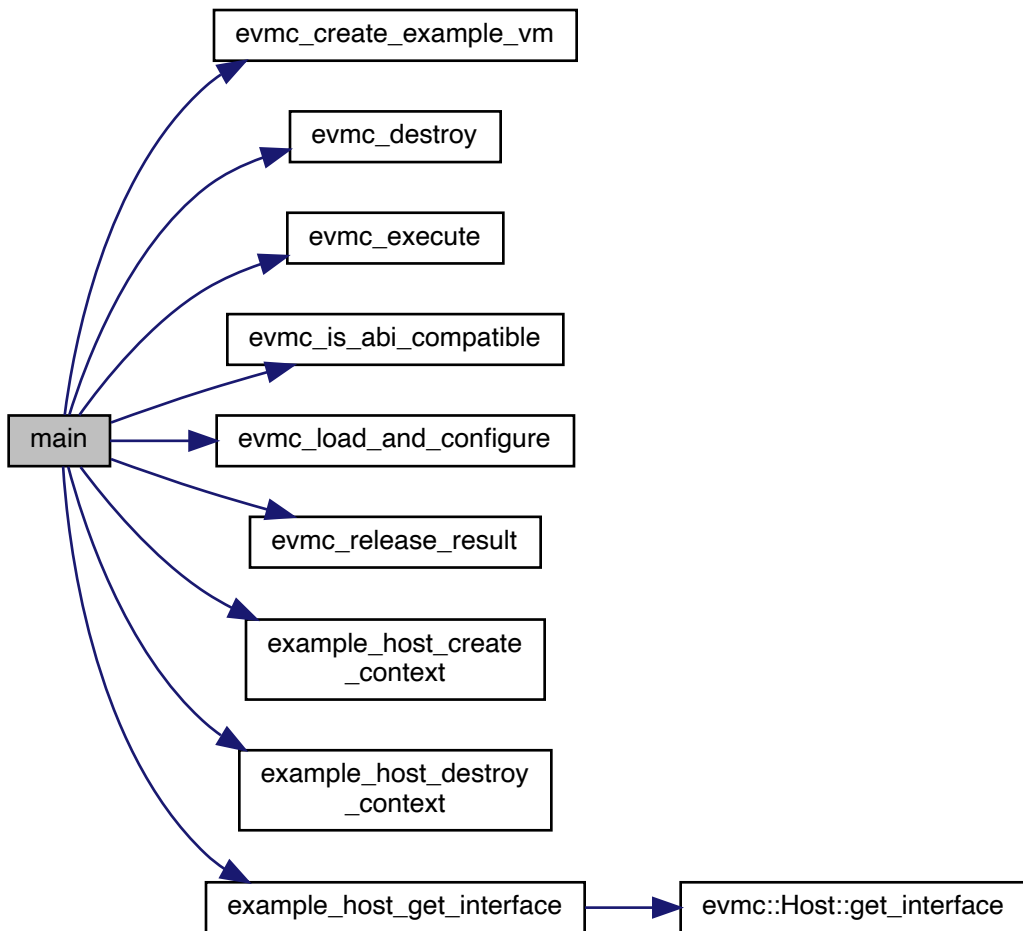 evmc_create_example_vm
evmc_destroy
evmc_execute
evmc_is_abi_compatible
main
evmc_load_and_configure
evmc_release_result
example_host_create
_context
example_host_destroy
_context
example_host_get_interface
evmc::Host::get_interface